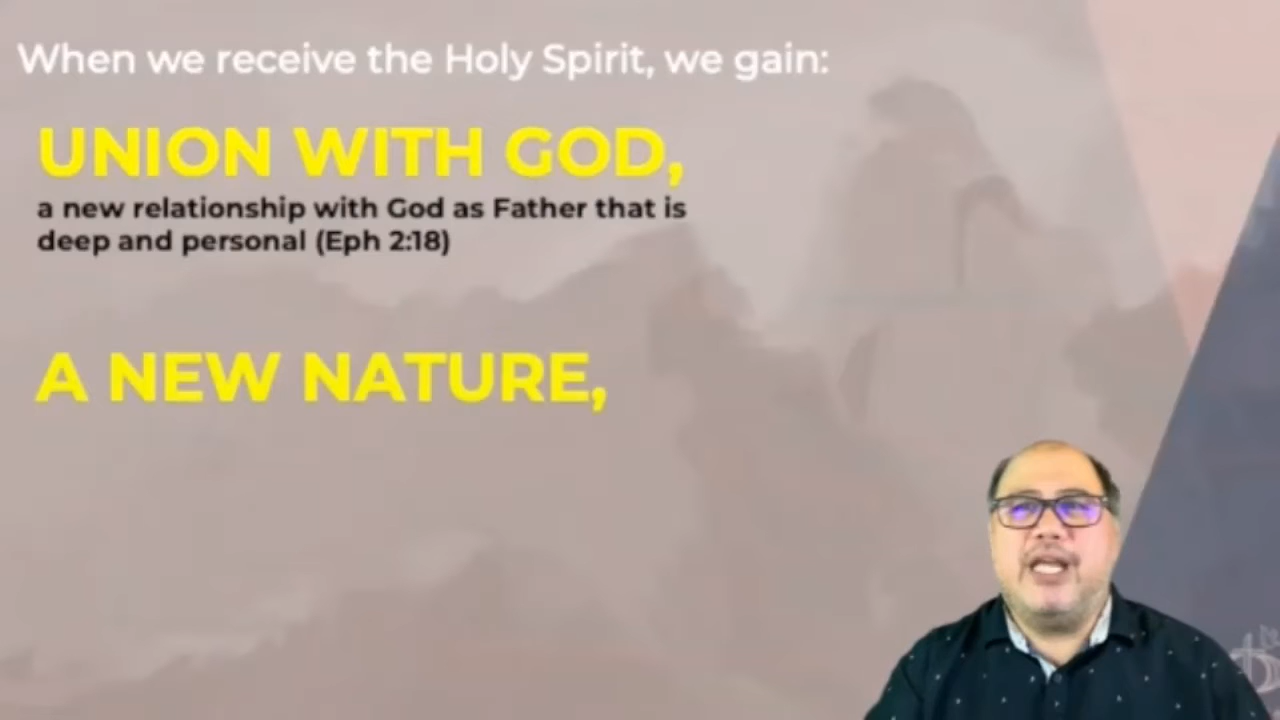 When we receive the Holy Spirit, we gain:
UNION WITH GOD,
a new relationship with God as Father that is
deep and personal (Eph 2:18)
A NEW NATURE,